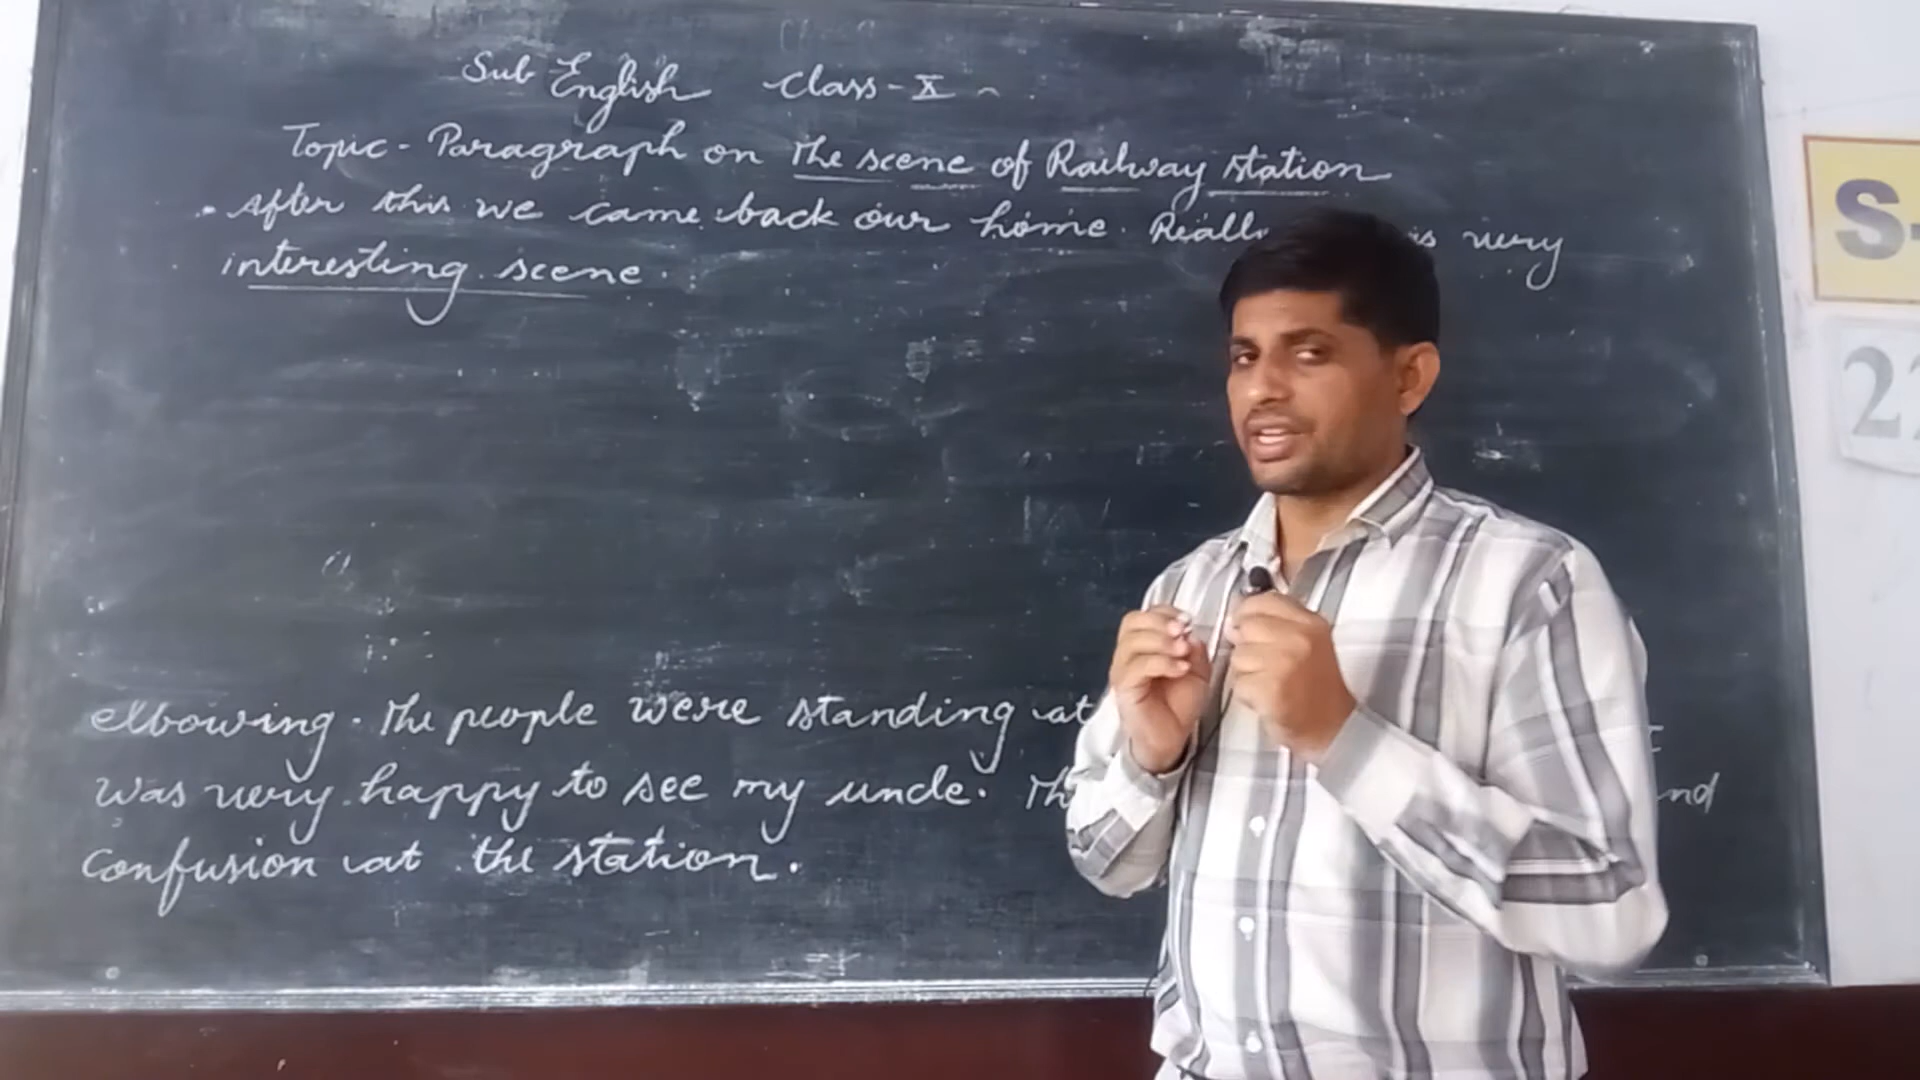 Sub English Class-X
Topic - Paragraph on the scene of Railway station
After this we came back our home. Really is very
interesting scene.
elbowing. The people were standing at
was very happy to see my uncle. Th nd
confusion at the station.
S-
22